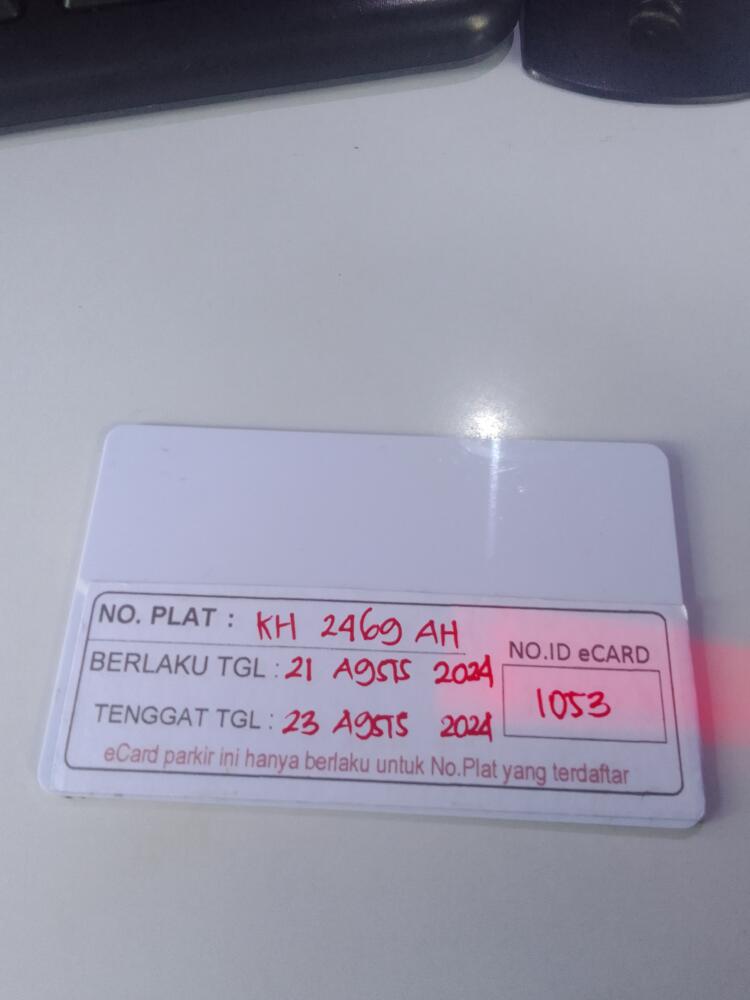 NO. PLAT : KH 2469 AH
BERLAKU TGL : 21 AGSTS 2024
TENGGAT TGL : 23 AGSTS 2024
NO.ID eCARD
1053
eCard parkir ini hanya berlaku untuk No.Plat yang terdaftar